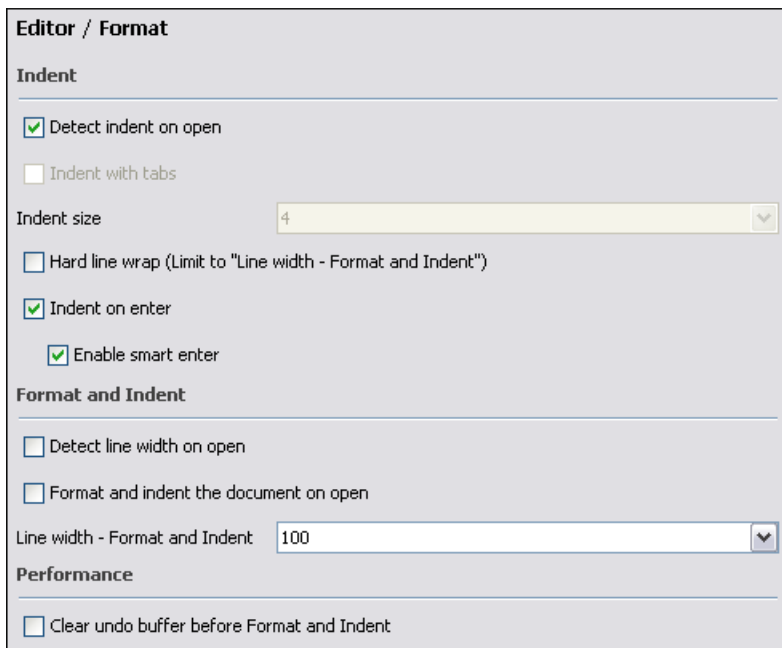 Editor / Format
Indent
Detect indent on open
Indent with tabs
Indent size 4
Hard line wrap (Limit to "Line width - Format and Indent")
Indent on enter
Enable smart enter
Format and Indent
Detect line width on open
Format and indent the document on open
Line width - Format and Indent 100
Performance
Clear undo buffer before Format and Indent